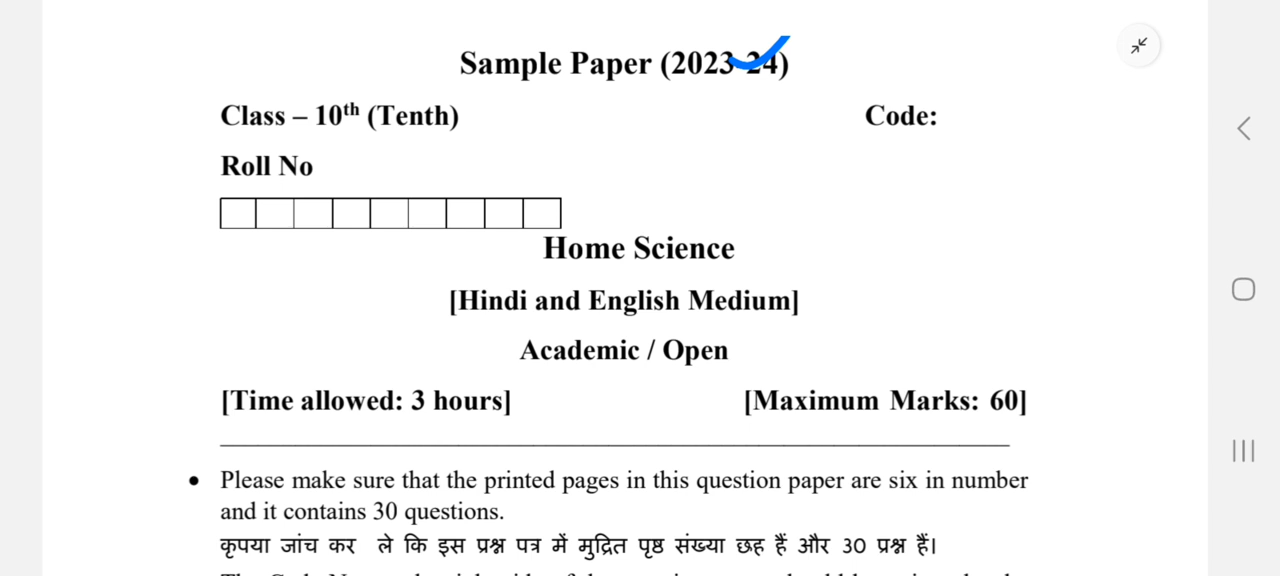 Sample Paper (2023-24)
Class – 10th (Tenth) Code:
Roll No
Home Science
[Hindi and English Medium]
Academic / Open
[Time allowed: 3 hours] [Maximum Marks: 60]
• Please make sure that the printed pages in this question paper are six in number
and it contains 30 questions.
कृपया जांच कर ले कि इस प्रश्न पत्र में मुद्रित पृष्ठ संख्या छह हैं और 30 प्रश्न हैं।